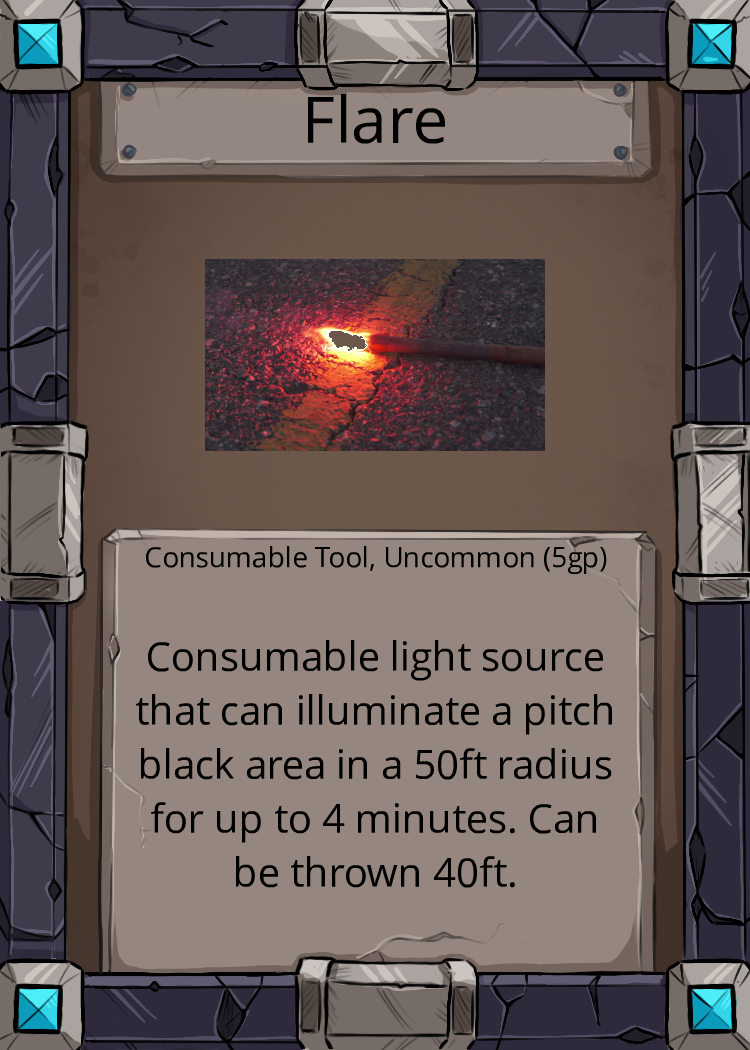 Flare
Consumable Tool, Uncommon (5gp)
Consumable light source
that can illuminate a pitch
black area in a 50ft radius
for up to 4 minutes. Can
be thrown 40ft.